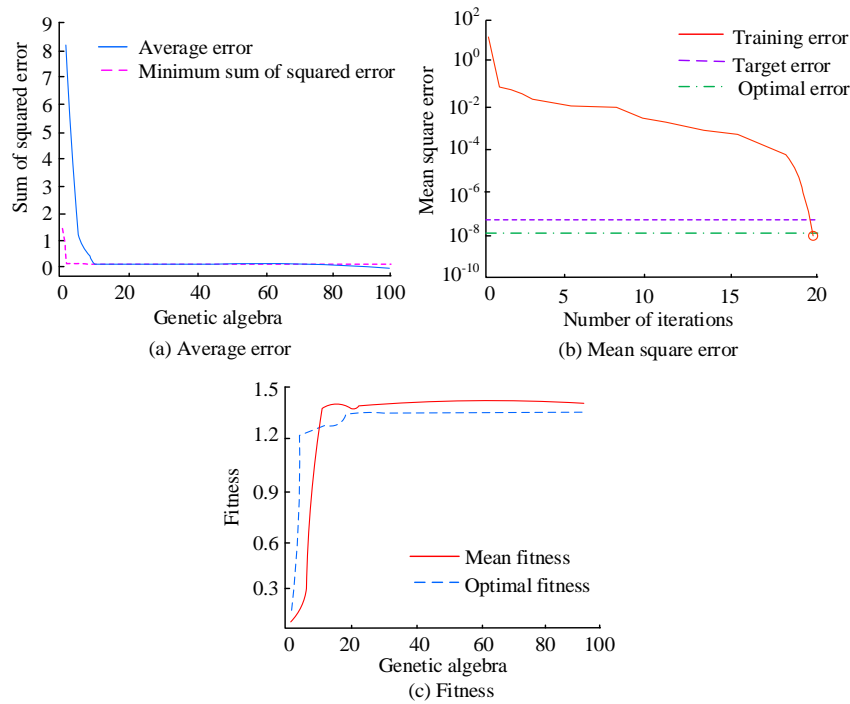 9
8
7
6
5
4
3
2
1
0
Sum of squared error
Average error
Minimum sum of squared error
0 20 40 60 80 100
Genetic algebra
(a) Average error
10^2
10^0
10^-2
10^-4
10^-6
10^-8
10^-10
Mean square error
Training error
Target error
Optimal error
0 5 10 15 20
Number of iterations
(b) Mean square error
1.5
1.2
0.9
0.6
0.3
Fitness
Mean fitness
Optimal fitness
0 20 40 60 80 100
Genetic algebra
(c) Fitness